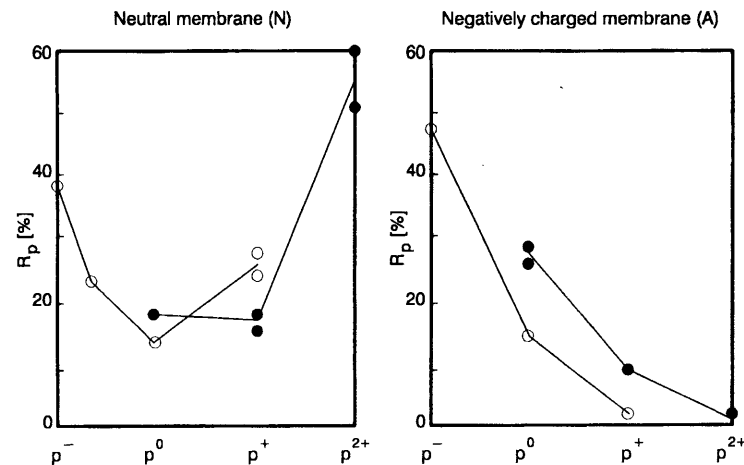 Neutral membrane (N)
60
40
20
0
Rp [%]
p⁻
p⁰
p⁺
p²⁺
Negatively charged membrane (A)
60
40
20
0
Rp [%]
p⁻
p⁰
p⁺
p²⁺